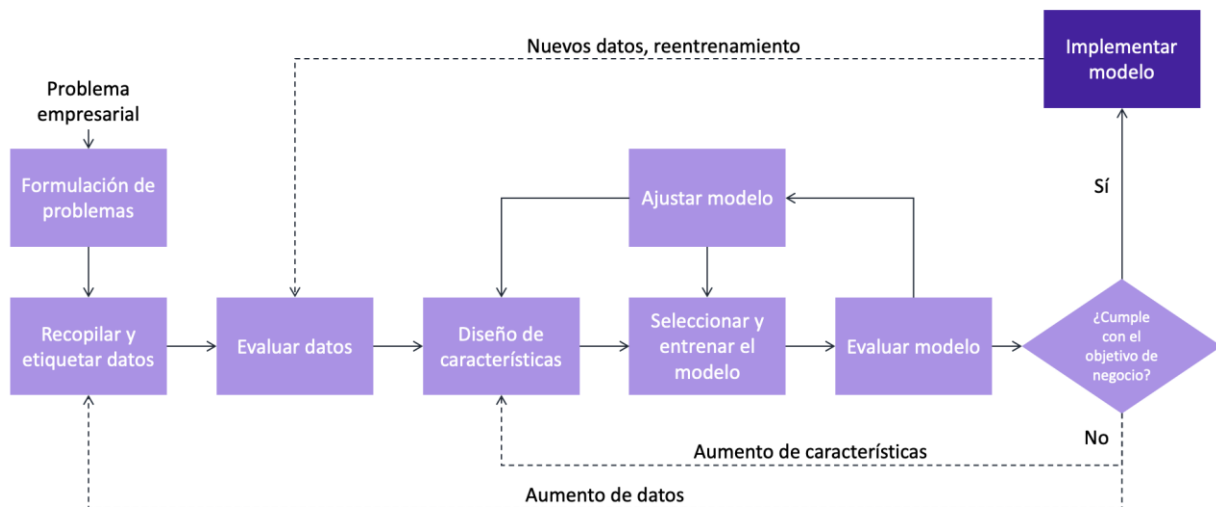 Nuevos datos, reentrenamiento
Implementar
modelo
Problema
empresarial
Formulación de
problemas
Ajustar modelo
Sí
Recopilar y
etiquetar datos
Evaluar datos
Diseño de
características
Seleccionar y
entrenar el
modelo
Evaluar modelo
¿Cumple
con el
objetivo de
negocio?
No
Aumento de características
Aumento de datos